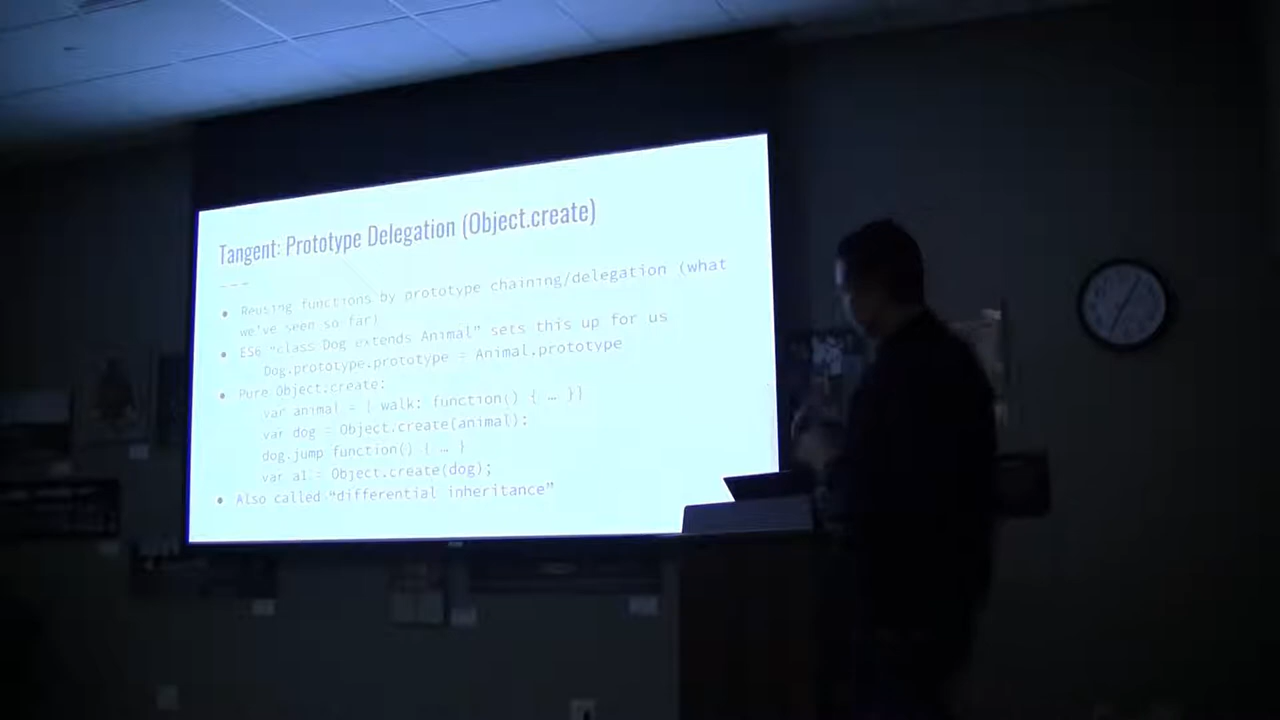 Tangent: Prototype Delegation (Object.create)
---
● Reusing functions by prototype chaining/delegation (what
we've seen so far)
● ES6 "class Dog extends Animal" sets this up for us
Dog.prototype.prototype = Animal.prototype
● Pure Object.create:
var animal = { walk: function() { … }}
var dog = Object.create(animal);
dog.jump function() { … }
var a1 = Object.create(dog);
● Also called "differential inheritance"